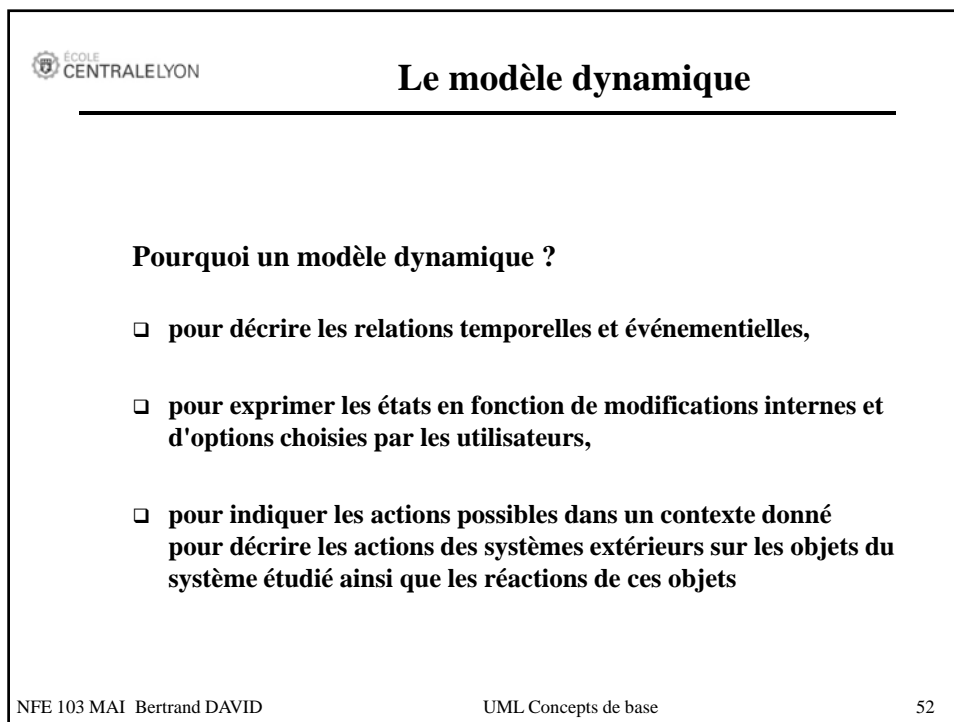 ÉCOLE
CENTRALELYON
Le modèle dynamique
Pourquoi un modèle dynamique ?
❑ pour décrire les relations temporelles et événementielles,
❑ pour exprimer les états en fonction de modifications internes et
d'options choisies par les utilisateurs,
❑ pour indiquer les actions possibles dans un contexte donné
pour décrire les actions des systèmes extérieurs sur les objets du
système étudié ainsi que les réactions de ces objets
NFE 103 MAI Bertrand DAVID UML Concepts de base 52